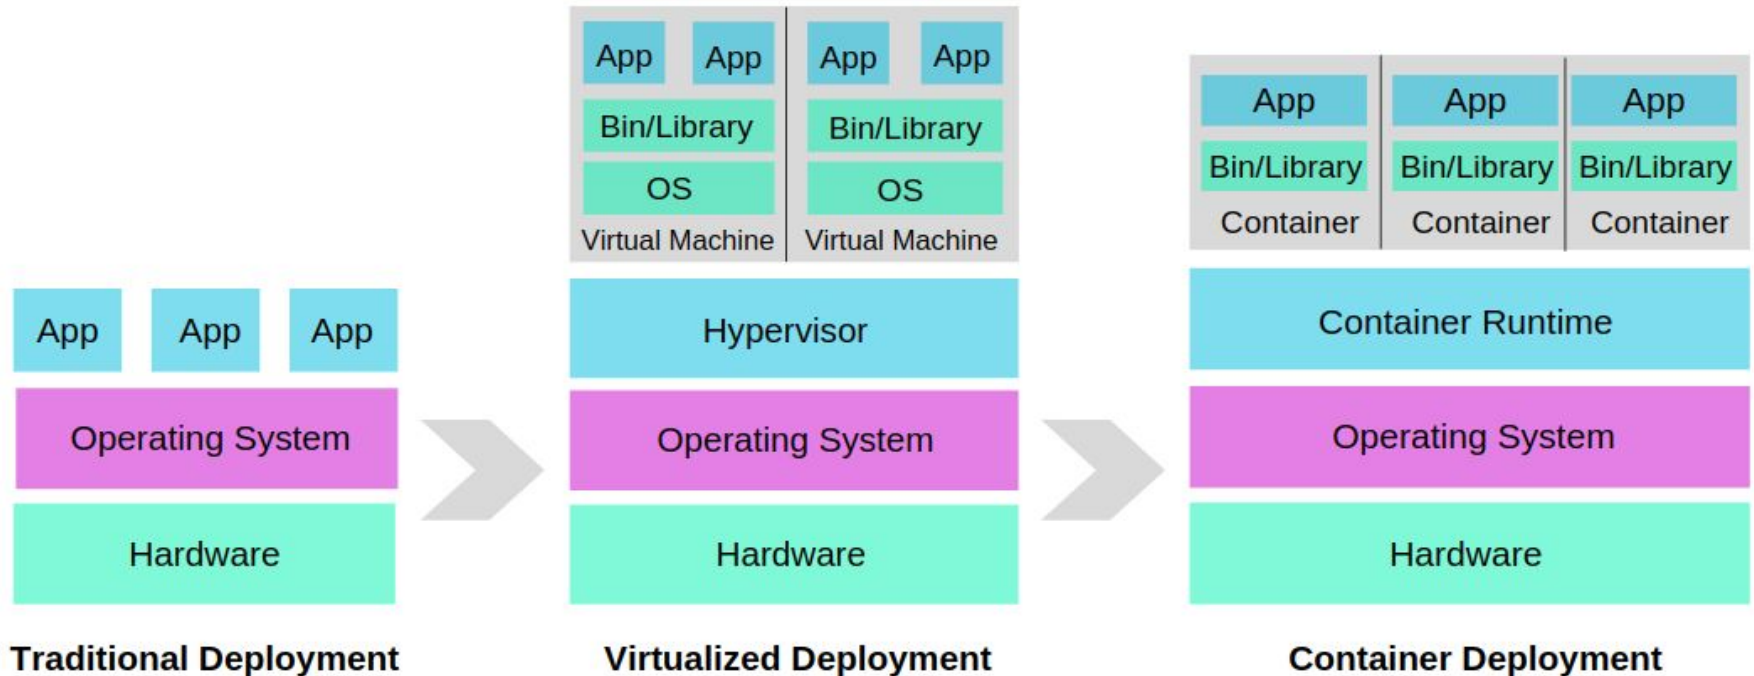 App App App
Operating System
Hardware
Traditional Deployment
App App App App
Bin/Library Bin/Library
OS OS
Virtual Machine Virtual Machine
Hypervisor
Operating System
Hardware
Virtualized Deployment
App App App
Bin/Library Bin/Library Bin/Library
Container Container Container
Container Runtime
Operating System
Hardware
Container Deployment